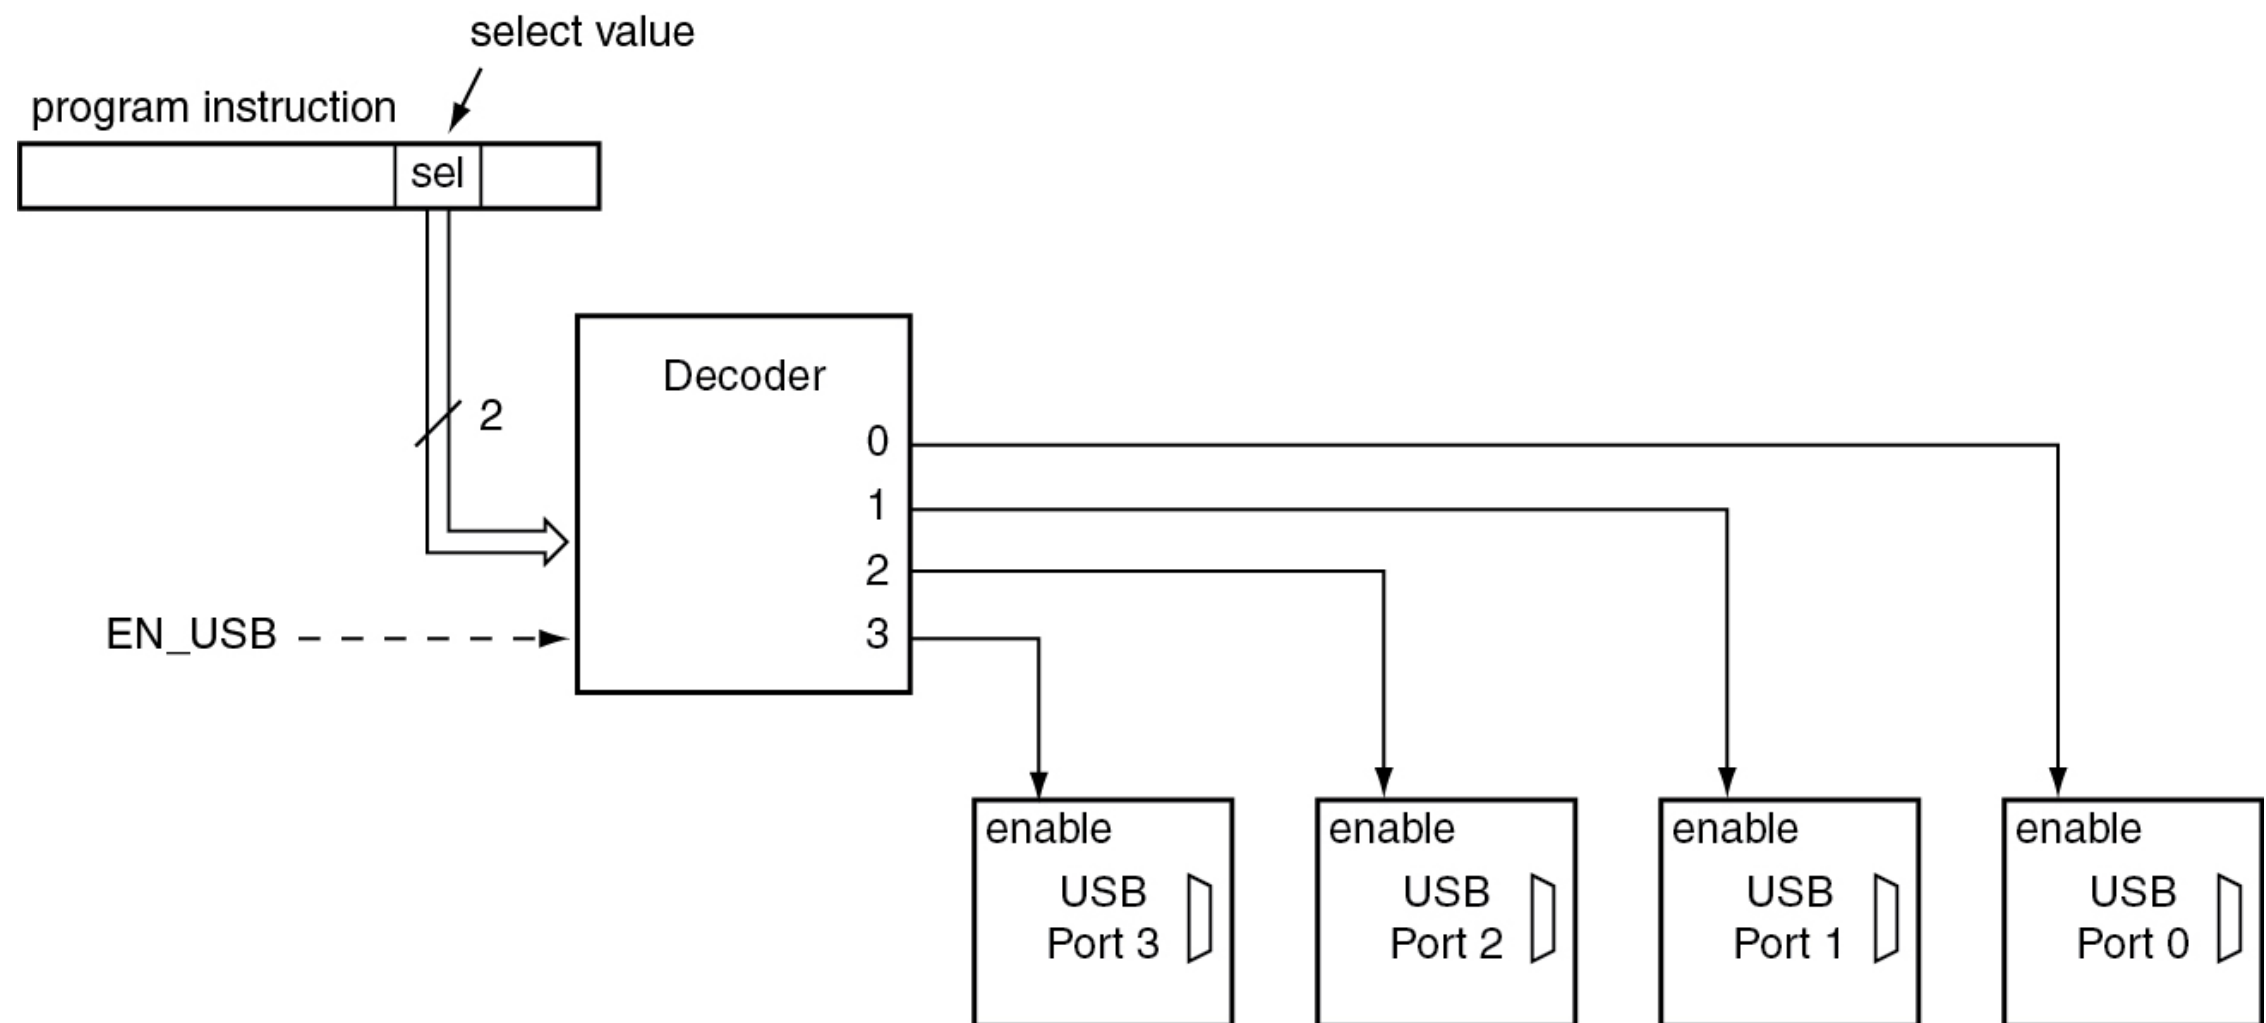 select value
program instruction
sel
2
Decoder
0
1
2
3
EN_USB
enable
USB
Port 3
enable
USB
Port 2
enable
USB
Port 1
enable
USB
Port 0